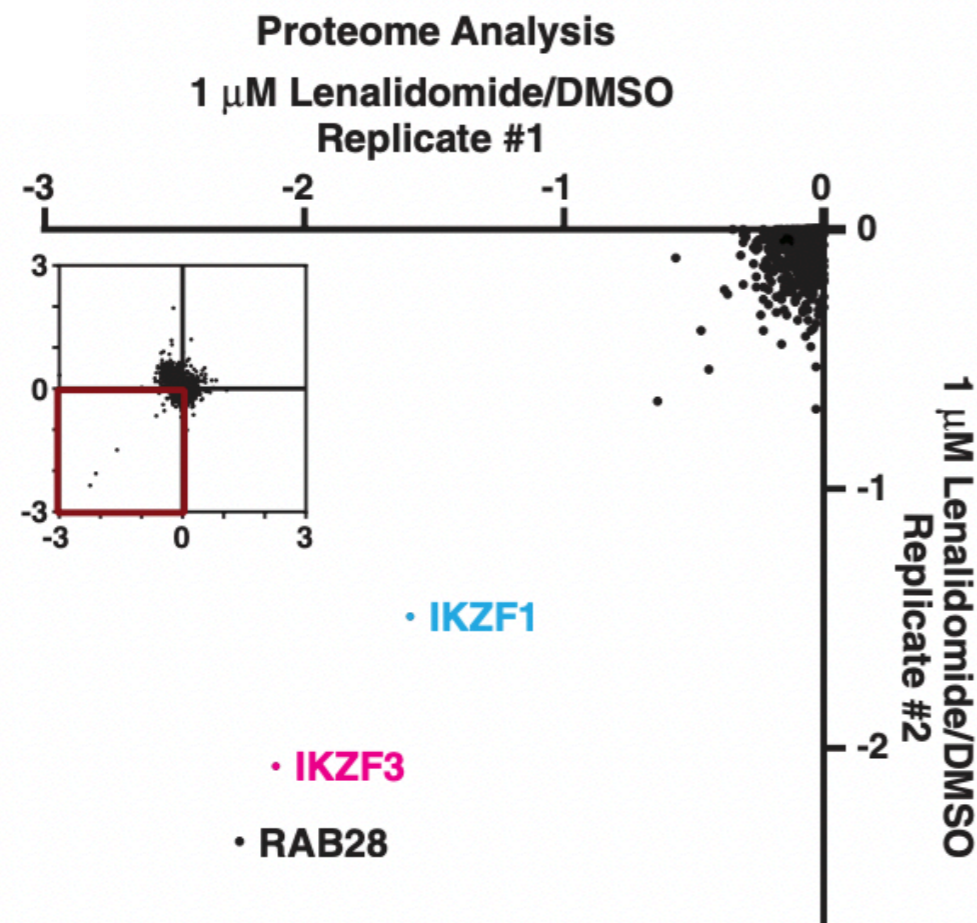 Proteome Analysis
1 μM Lenalidomide/DMSO
Replicate #1
-3 -2 -1 0
0
-1
-2
1 μM Lenalidomide/DMSO
Replicate #2
3
0
-3
-3 0 3
IKZF1
IKZF3
RAB28